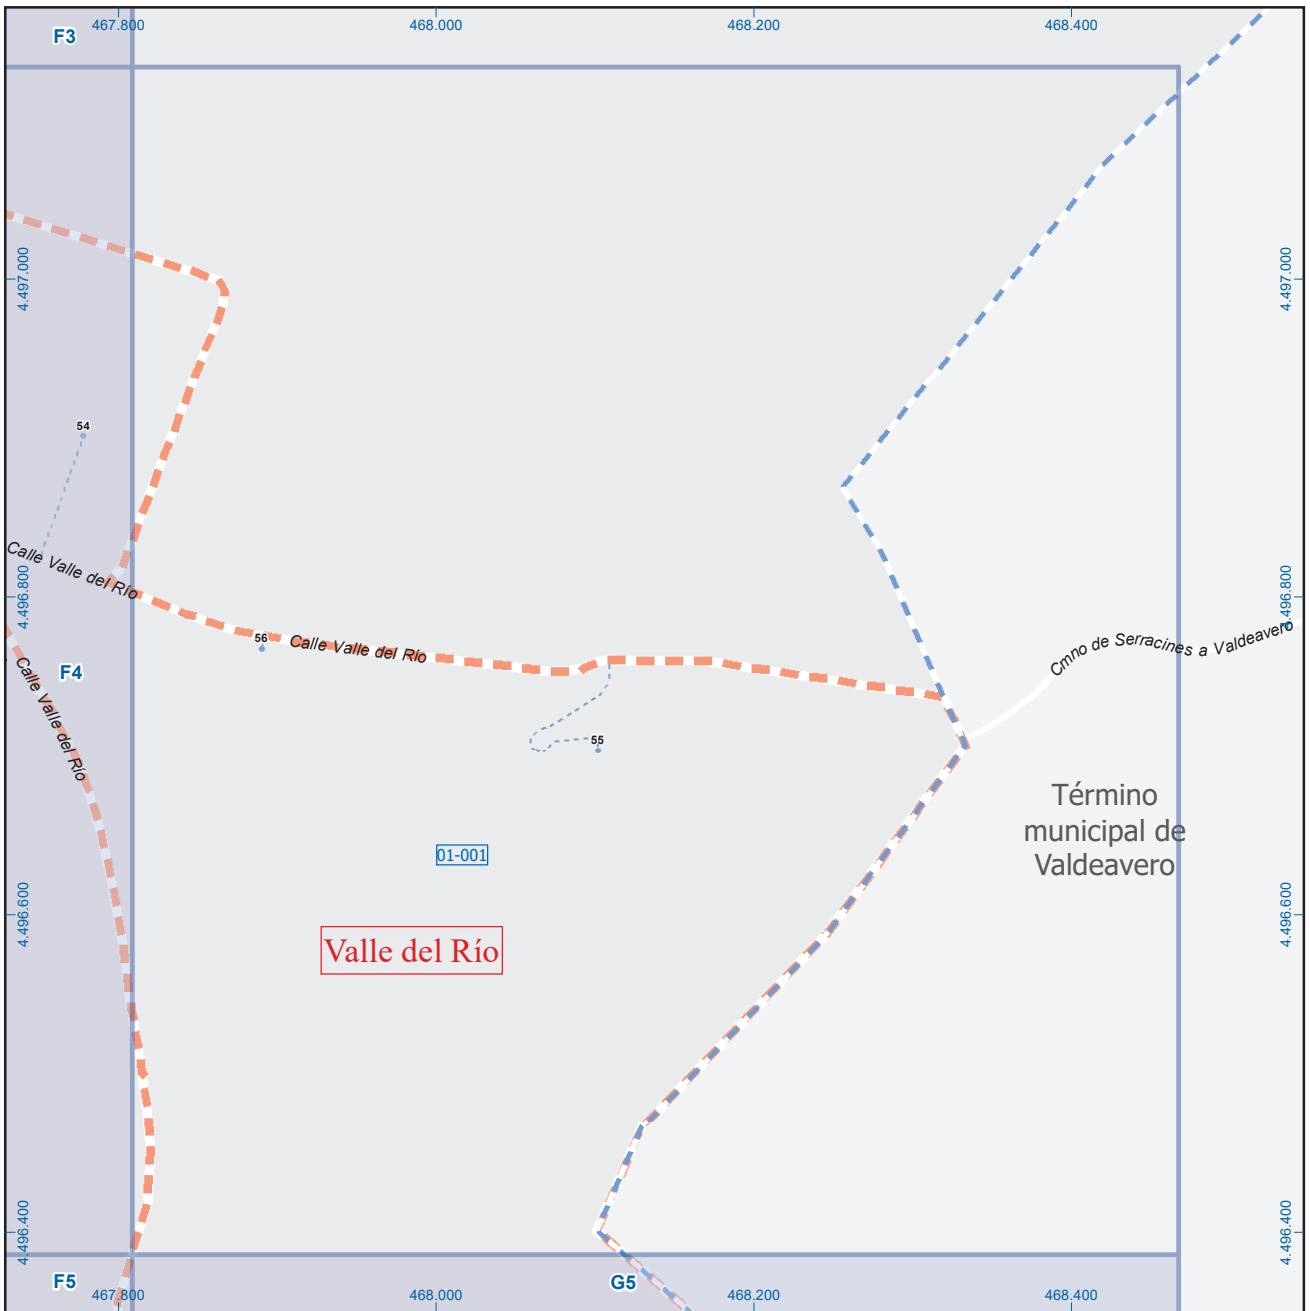 467.800
468.000
468.200
468.400
F3
4.497.000
4.497.000
54
Calle Valle del Río
4.496.800
4.496.800
56
Calle Valle del Río
Cmno de Serracines a Valdeavero
F4
Calle Valle del Río
55
Término
municipal de
Valdeavero
01-001
4.496.600
4.496.600
Valle del Río
4.496.400
4.496.400
F5
G5
467.800
468.000
468.200
468.400